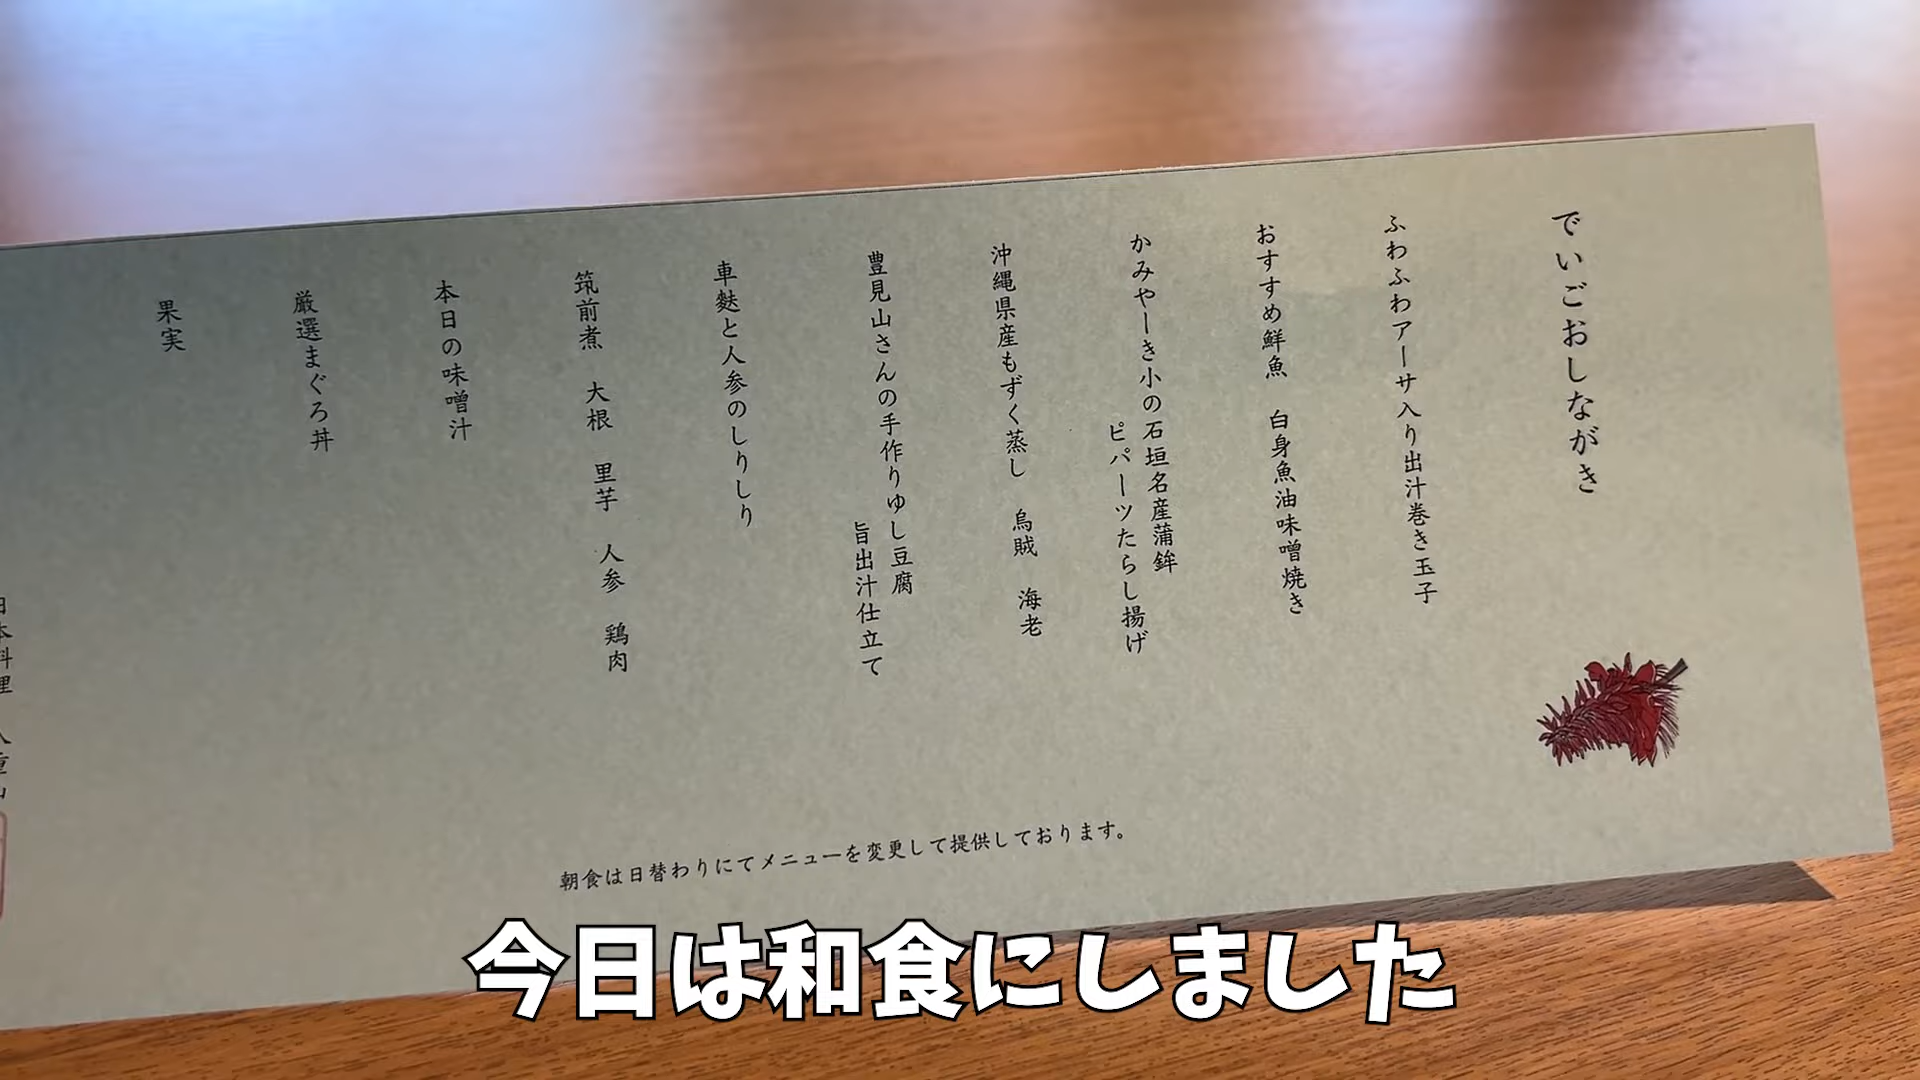 でいごおしながき
ふわふわアーサ入り出汁巻き玉子
おすすめ鮮魚　白身魚油味噌焼き
かみやーき小の石垣名産蒲鉾
ピパーツたらし揚げ
沖縄県産もずく蒸し　烏賊　海老
豊見山さんの手作りゆし豆腐
旨出汁仕立て
車麩と人参のしりしり
筑前煮　大根　里芋　人参　鶏肉
本日の味噌汁
厳選まぐろ丼
果実
日本料理　八重山
朝食は日替わりにてメニューを変更して提供しております。
今日は和食にしました